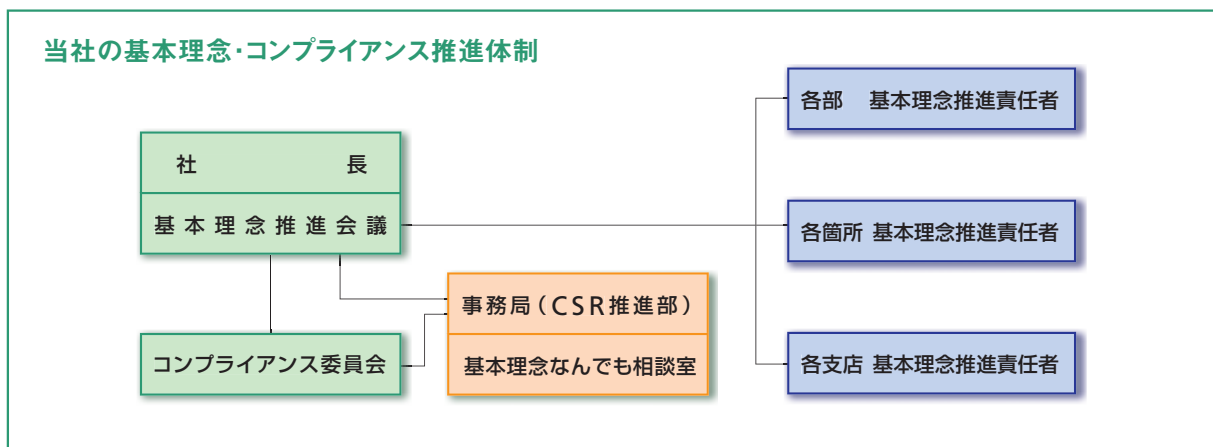 当社の基本理念･コンプライアンス推進体制
社長
基本理念推進会議
コンプライアンス委員会
事務局(CSR推進部)
基本理念なんでも相談室
各部 基本理念推進責任者
各箇所 基本理念推進責任者
各支店 基本理念推進責任者